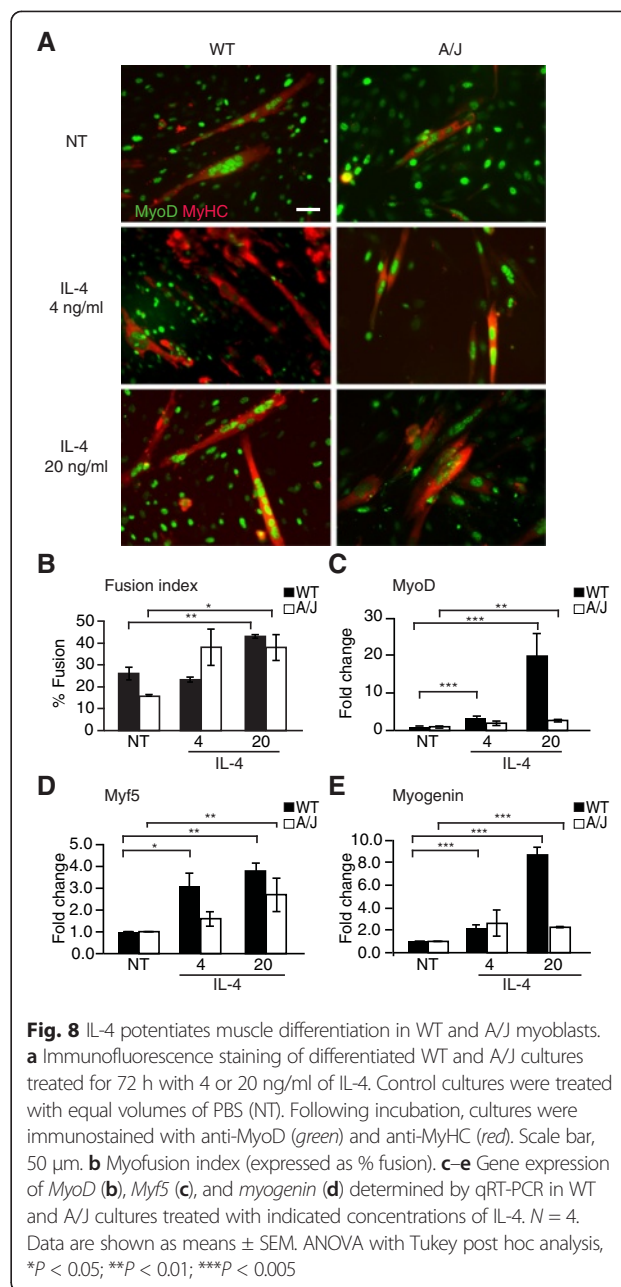 A
WT A/J
NT
MyoD MyHC
IL-4
4 ng/ml
IL-4
20 ng/ml
B Fusion index
WT
A/J
*
**
% Fusion
50
40
30
20
10
0
NT 4 20
IL-4
C MyoD
WT
A/J
**
***
***
Fold change
30
20
10
0
NT 4 20
IL-4
D Myf5
WT
A/J
**
**
*
Fold change
5.0
4.0
3.0
2.0
1.0
NT 4 20
IL-4
E Myogenin
WT
A/J
***
***
***
Fold change
10.0
8.0
6.0
4.0
2.0
0.0
NT 4 20
IL-4
Fig. 8 IL-4 potentiates muscle differentiation in WT and A/J myoblasts.
a Immunofluorescence staining of differentiated WT and A/J cultures
treated for 72 h with 4 or 20 ng/ml of IL-4. Control cultures were treated
with equal volumes of PBS (NT). Following incubation, cultures were
immunostained with anti-MyoD (green) and anti-MyHC (red). Scale bar,
50 μm. b Myofusion index (expressed as % fusion). c–e Gene expression
of MyoD (b), Myf5 (c), and myogenin (d) determined by qRT-PCR in WT
and A/J cultures treated with indicated concentrations of IL-4. N = 4.
Data are shown as means ± SEM. ANOVA with Tukey post hoc analysis,
*P < 0.05; **P < 0.01; ***P < 0.005